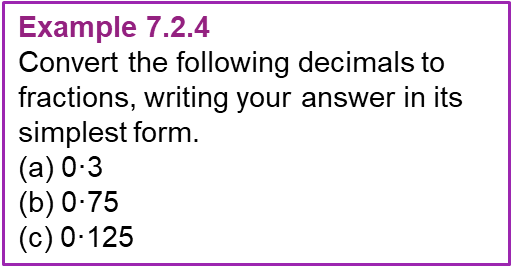 Example 7.2.4
Convert the following decimals to
fractions, writing your answer in its
simplest form.
(a) 0·3
(b) 0·75
(c) 0·125